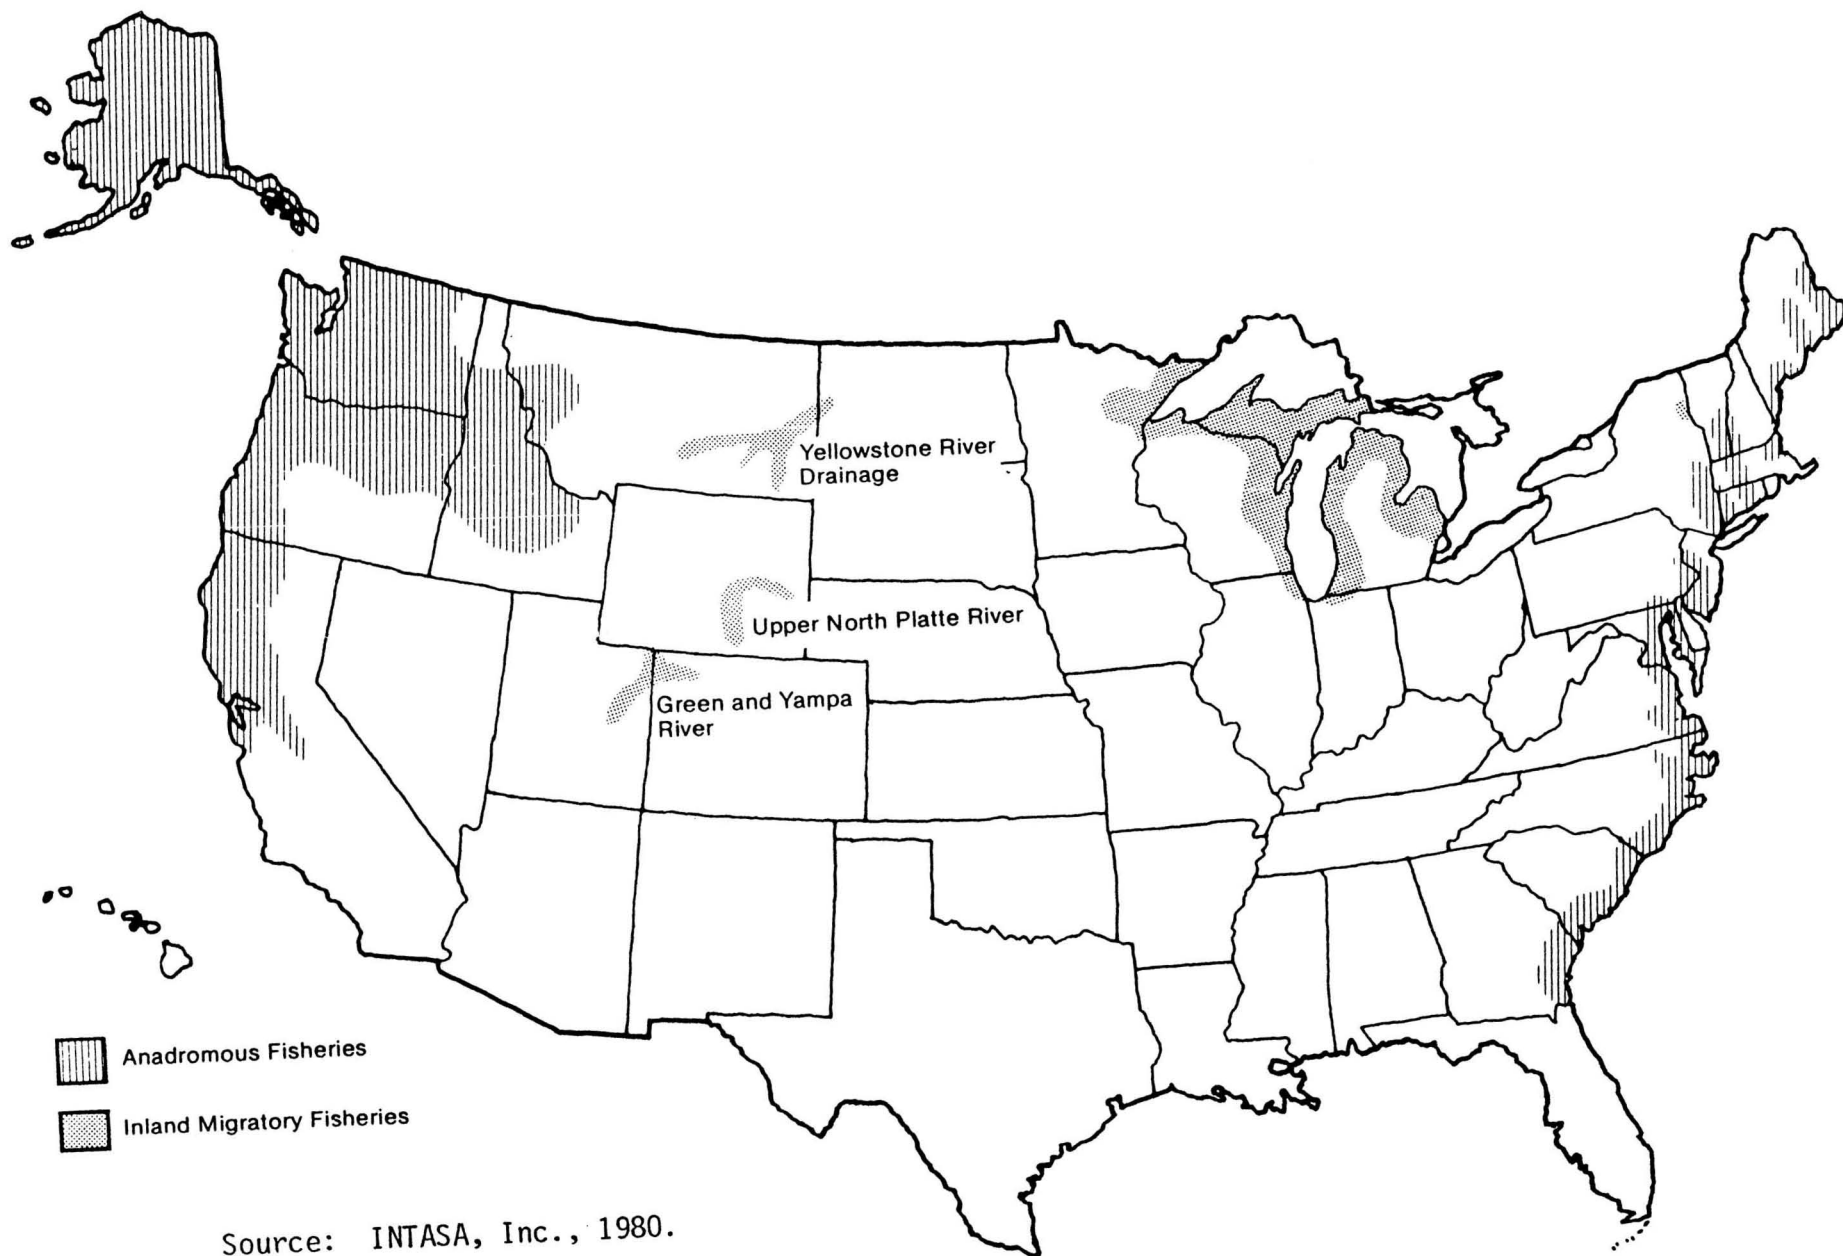 Yellowstone River
Drainage
Upper North Platte River
Green and Yampa
River
Anadromous Fisheries
Inland Migratory Fisheries
Source: INTASA, Inc., 1980.